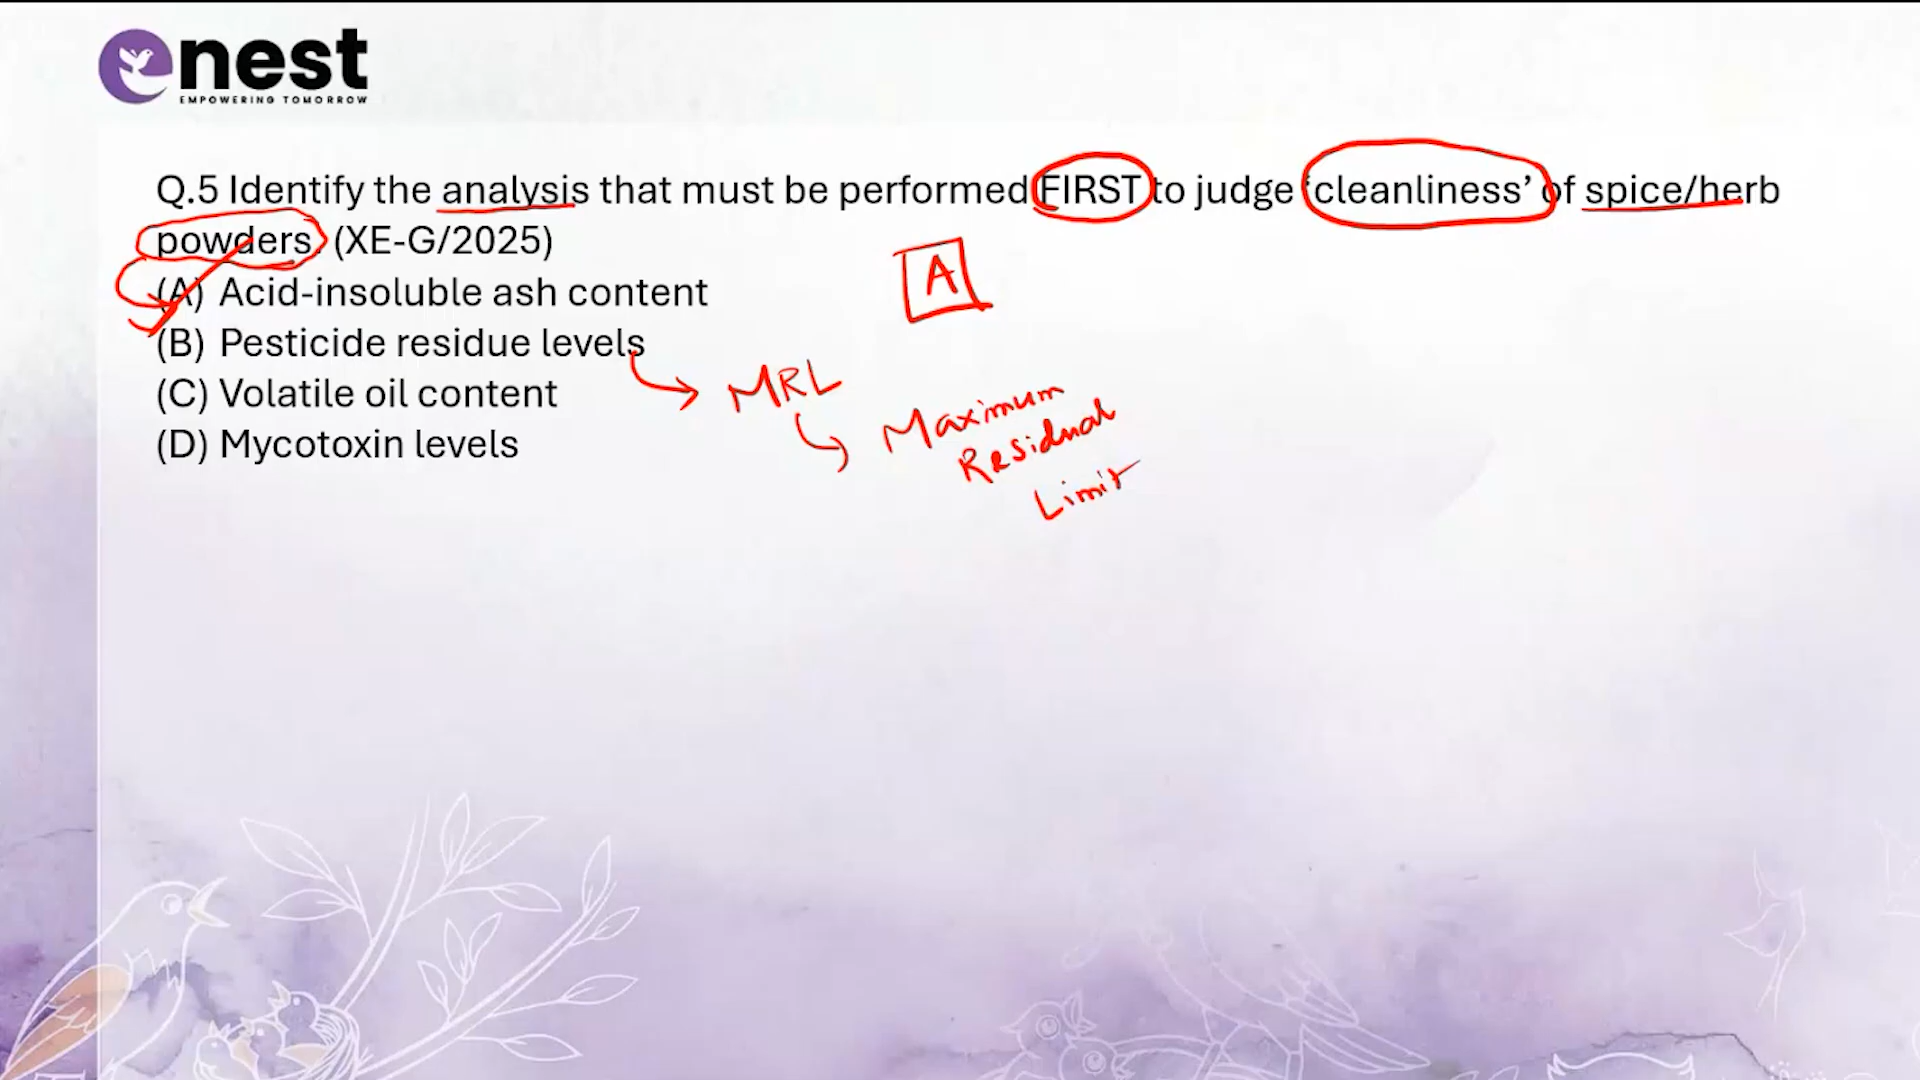 enest
EMPOWERING TOMORROW
Q.5 Identify the analysis that must be performed FIRST to judge ‘cleanliness’ of spice/herb
powders. (XE-G/2025)
(A) Acid-insoluble ash content
(B) Pesticide residue levels
(C) Volatile oil content
(D) Mycotoxin levels
A
MRL
Maximum
Residual
Limit